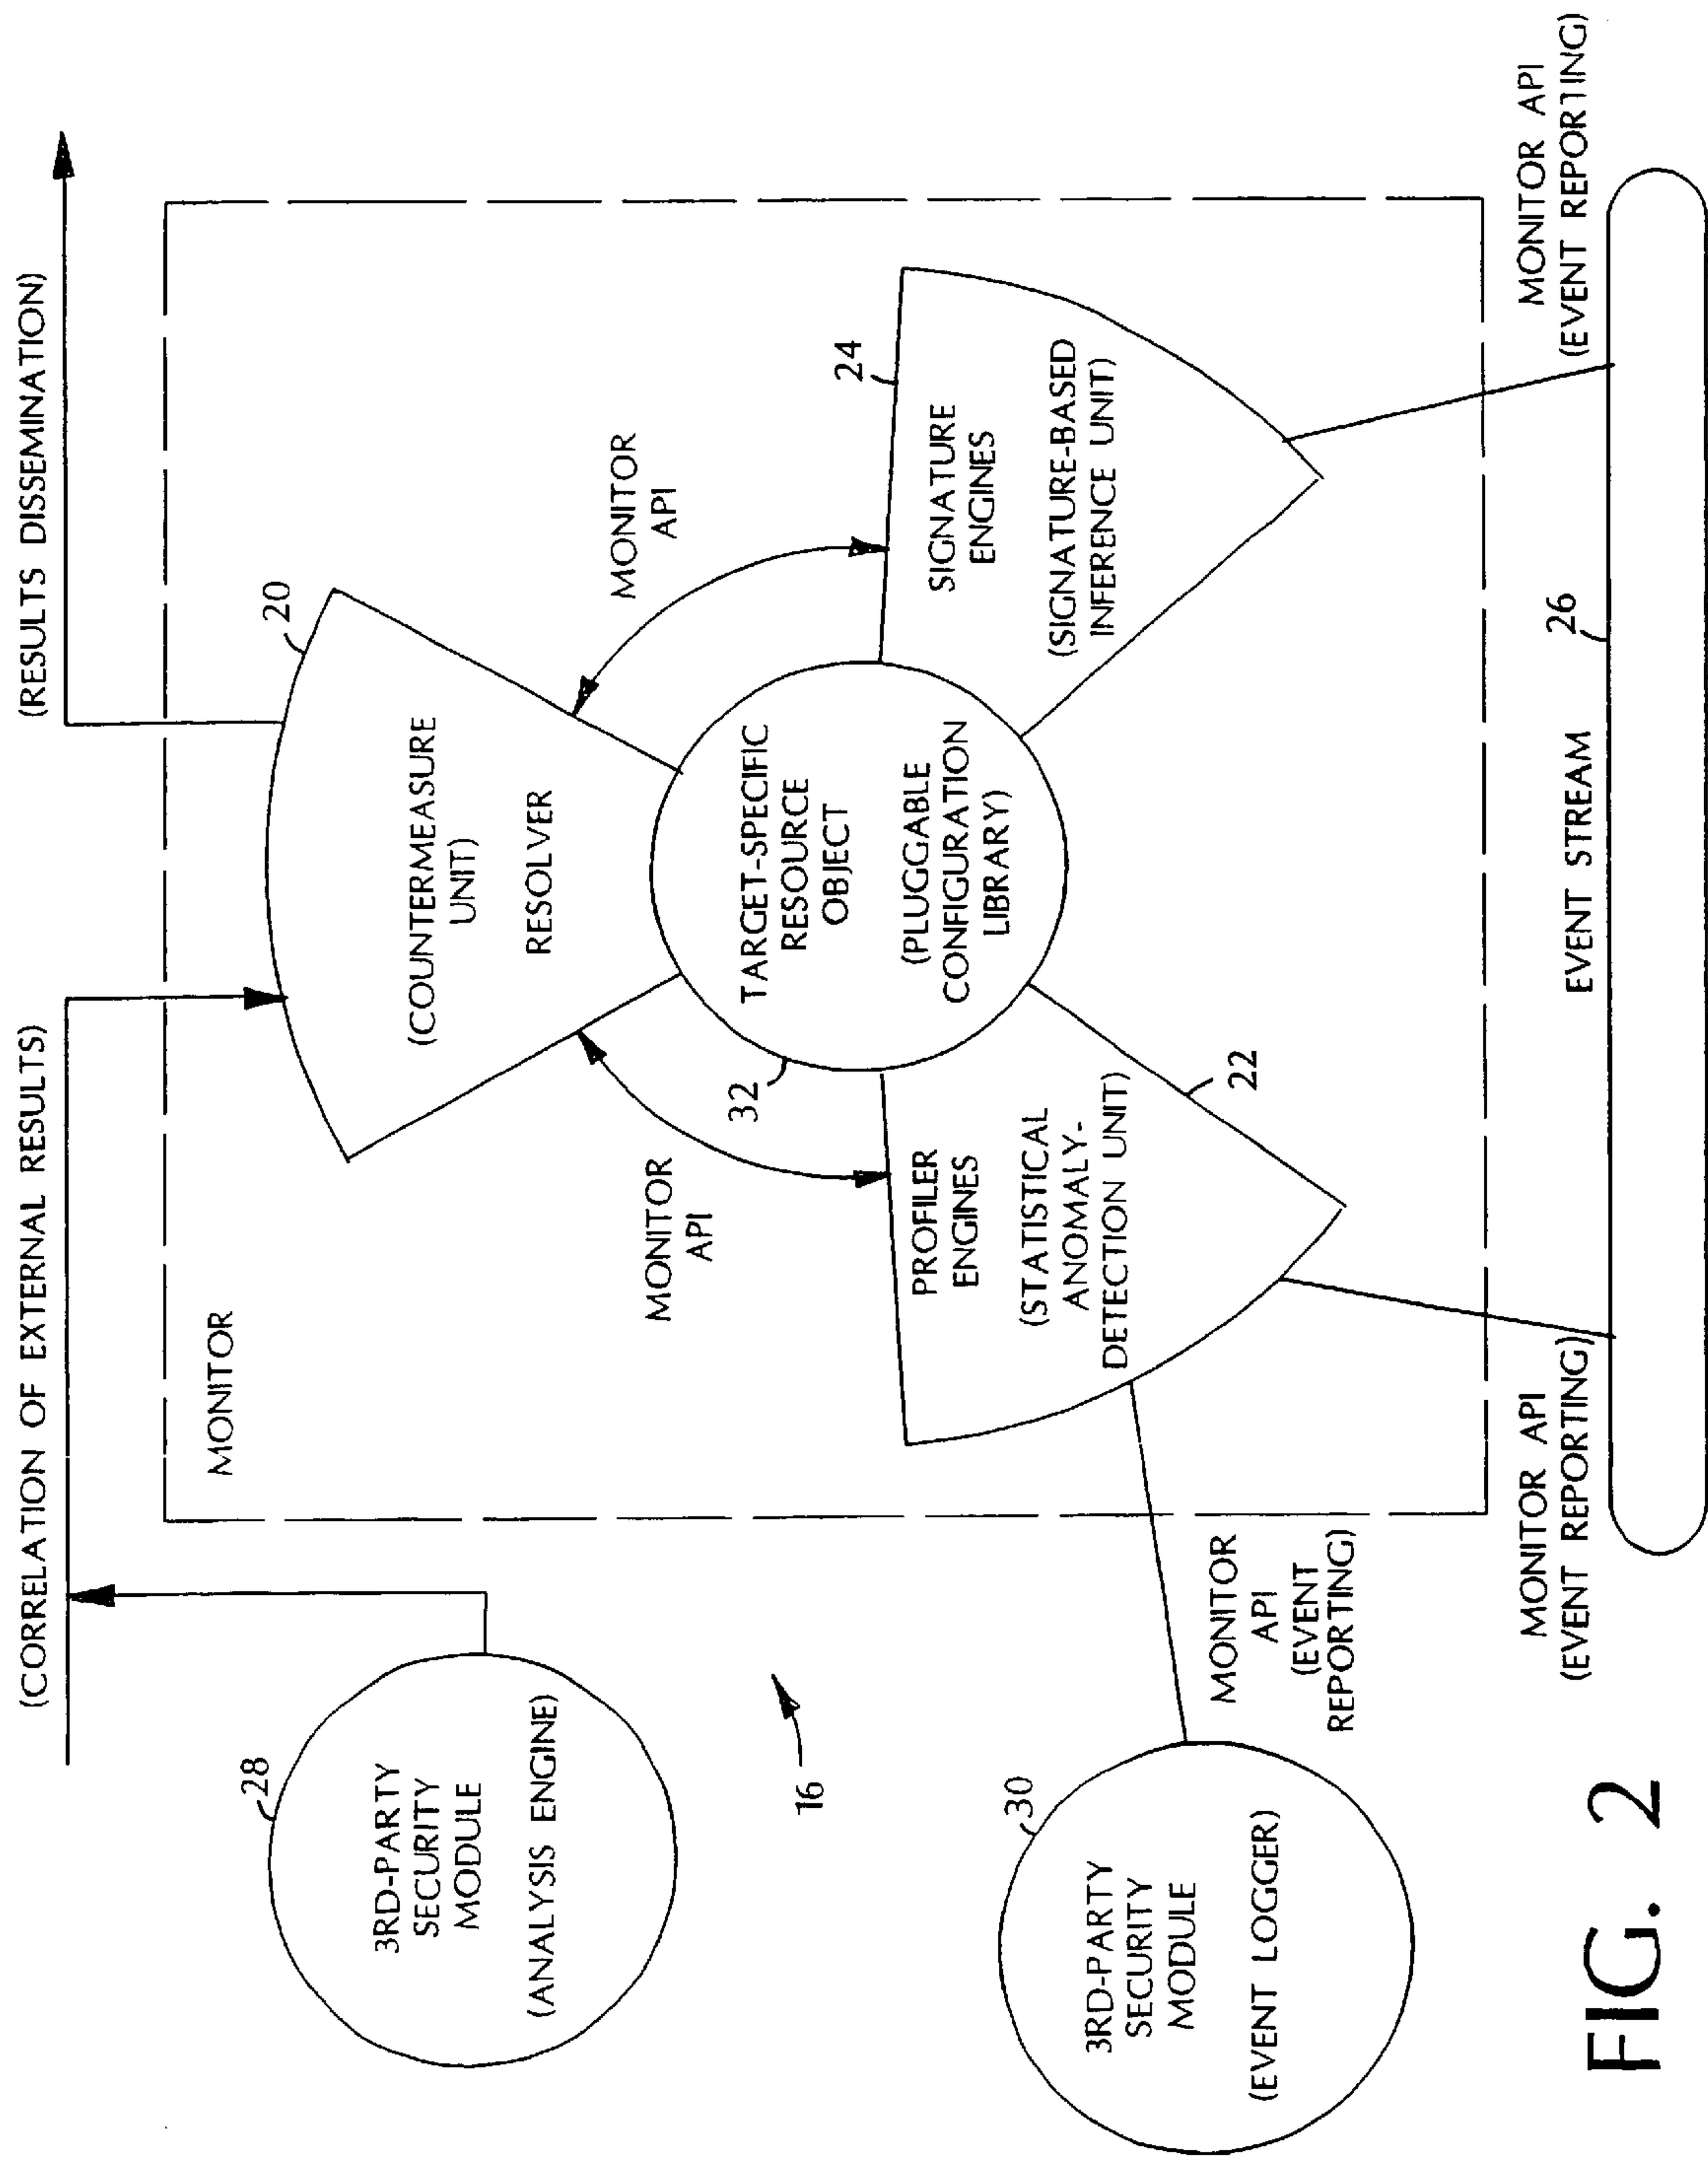 (CORRELATION OF EXTERNAL RESULTS)
(RESULTS DISSEMINATION)
MONITOR
20
(COUNTERMEASURE
UNIT)
RESOLVER
28
3RD-PARTY
SECURITY
MODULE
(ANALYSIS ENGINE)
MONITOR
API
MONITOR
API
32
TARGET-SPECIFIC
RESOURCE
OBJECT
(PLUGGABLE
CONFIGURATION
LIBRARY)
16
24
PROFILER
ENGINES
(STATISTICAL
ANOMALY-
DETECTION UNIT)
22
SIGNATURE
ENGINES
(SIGNATURE-BASED
INFERENCE UNIT)
30
3RD-PARTY
SECURITY
MODULE
(EVENT LOGGER)
MONITOR
API
(EVENT
REPORTING)
MONITOR API
(EVENT REPORTING)
MONITOR API
(EVENT REPORTING)
EVENT STREAM
26
FIG. 2